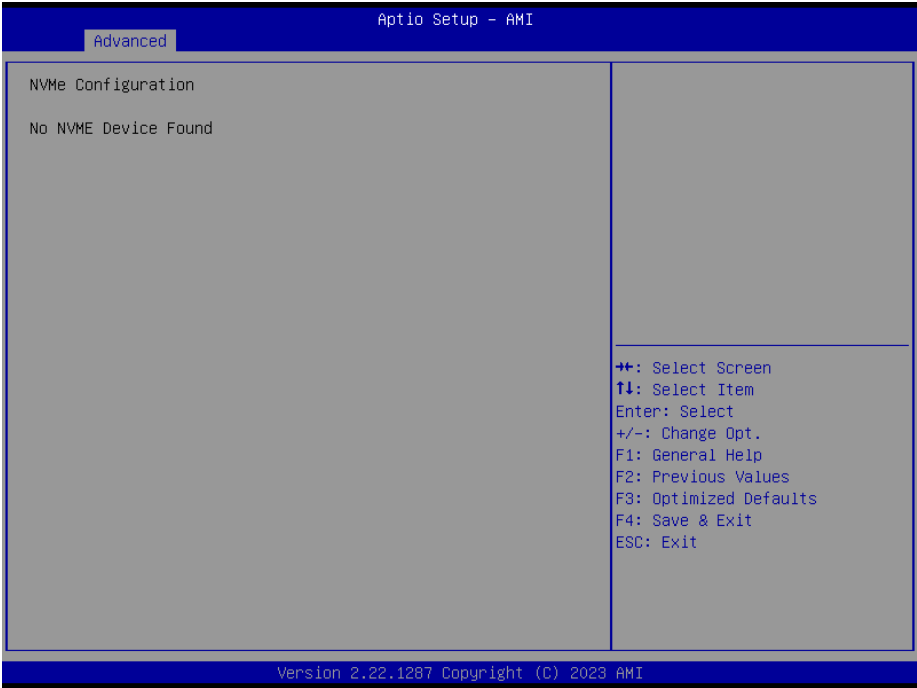 Aptio Setup – AMI
Advanced
NVMe Configuration
No NVME Device Found
→←: Select Screen
↑↓: Select Item
Enter: Select
+/-: Change Opt.
F1: General Help
F2: Previous Values
F3: Optimized Defaults
F4: Save & Exit
ESC: Exit
Version 2.22.1287 Copyright (C) 2023 AMI